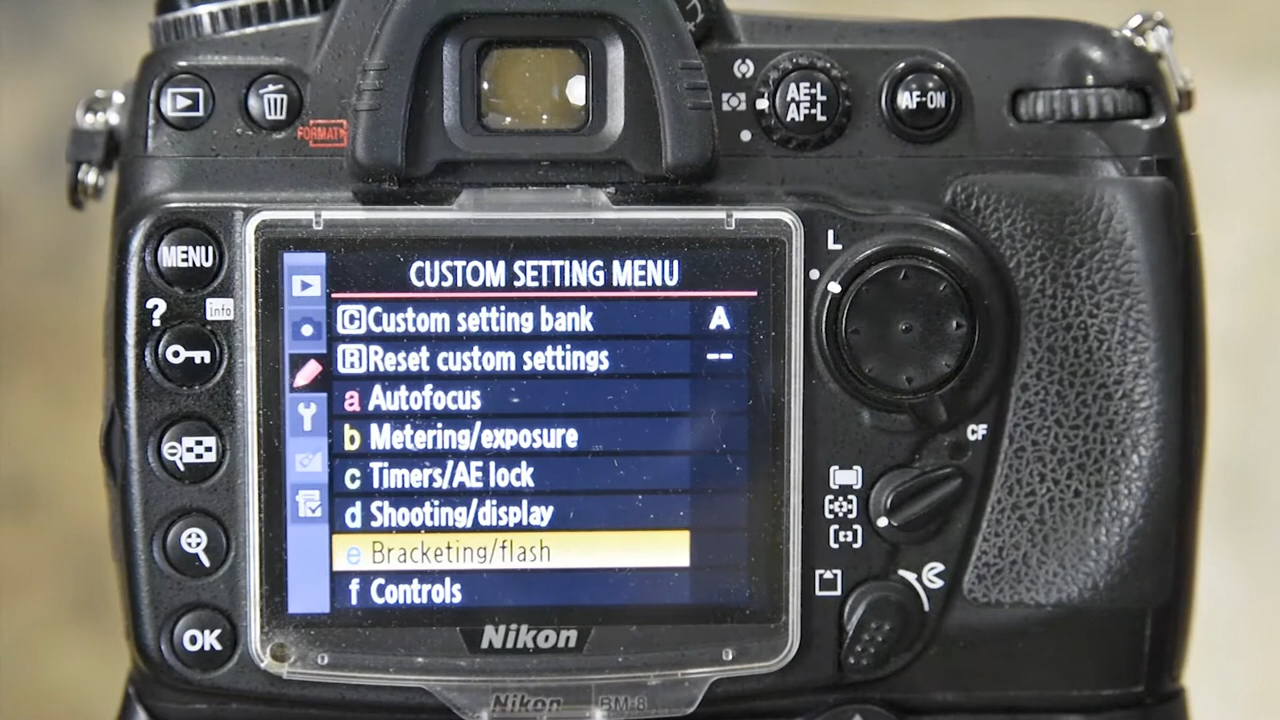 FORMAT
AE-L
AF-L
AF-ON
MENU
? info
L
CUSTOM SETTING MENU
C Custom setting bank A
R Reset custom settings --
a Autofocus
b Metering/exposure
c Timers/AE lock
d Shooting/display
e Bracketing/flash
f Controls
CF
OK
Nikon
Nikon BM-8